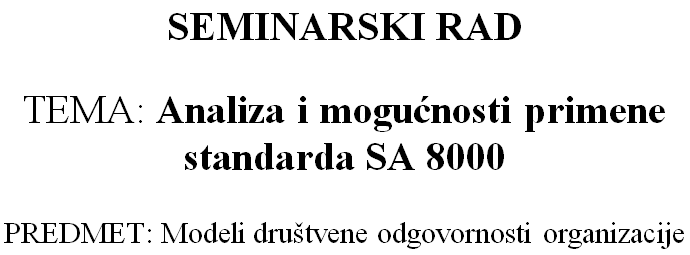 SEMINARSKI RAD
TEMA: Analiza i mogućnosti primene
standarda SA 8000
PREDMET: Modeli društvene odgovornosti organizacije